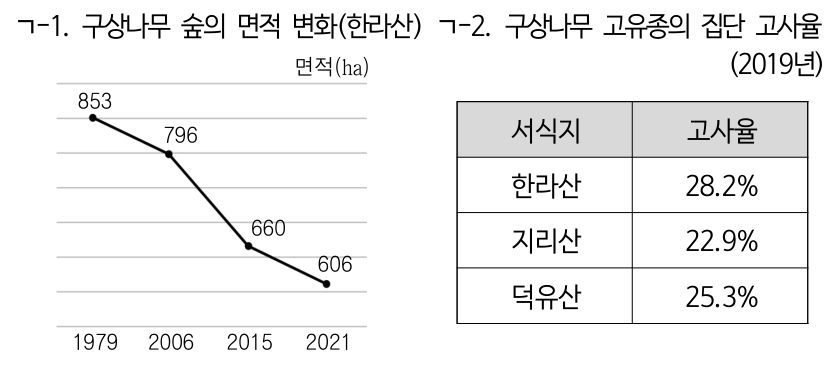 ㄱ-1. 구상나무 숲의 면적 변화(한라산)
면적(ha)
853
796
660
606
1979 2006 2015 2021
ㄱ-2. 구상나무 고유종의 집단 고사율
(2019년)
서식지 고사율
한라산 28.2%
지리산 22.9%
덕유산 25.3%